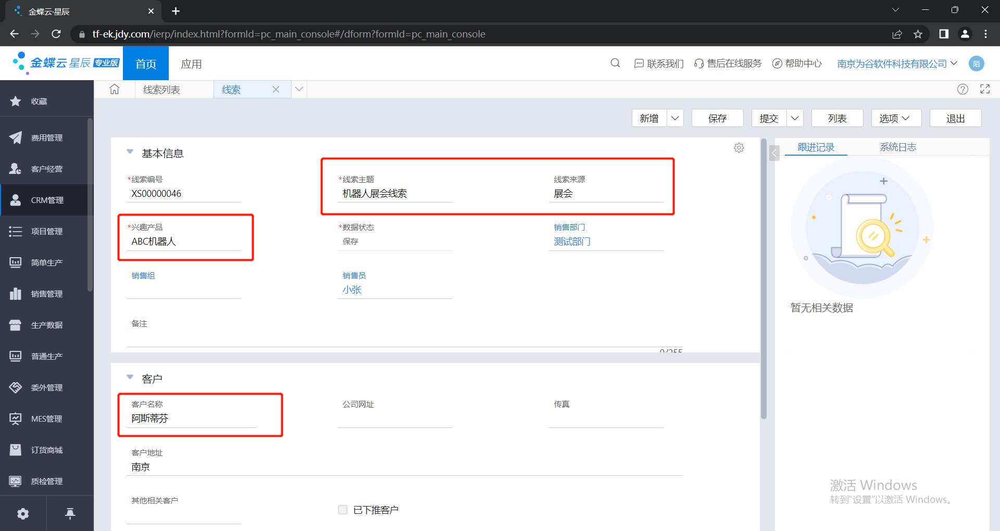 金蝶云·星辰
tf-ek.jdy.com/ierp/index.html?formId=pc_main_console#/dform?formId=pc_main_console
金蝶云 星辰 专业版
首页
应用
联系我们
售后在线服务
帮助中心
南京为谷软件科技有限公司
陌
收藏
费用管理
客户经营
CRM管理
项目管理
简单生产
销售管理
生产数据
普通生产
委外管理
MES管理
订货商城
质检管理
线索列表
线索
新增
保存
提交
列表
选项
退出
基本信息
*线索编号
XS00000046
*线索主题
机器人展会线索
线索来源
展会
*兴趣产品
ABC机器人
*数据状态
保存
销售部门
测试部门
销售组
销售员
小张
备注
0/255
客户
客户名称
阿斯蒂芬
公司网址
传真
客户地址
南京
其他相关客户
已下推客户
跟进记录
系统日志
暂无相关数据
激活 Windows
转到“设置”以激活 Windows。